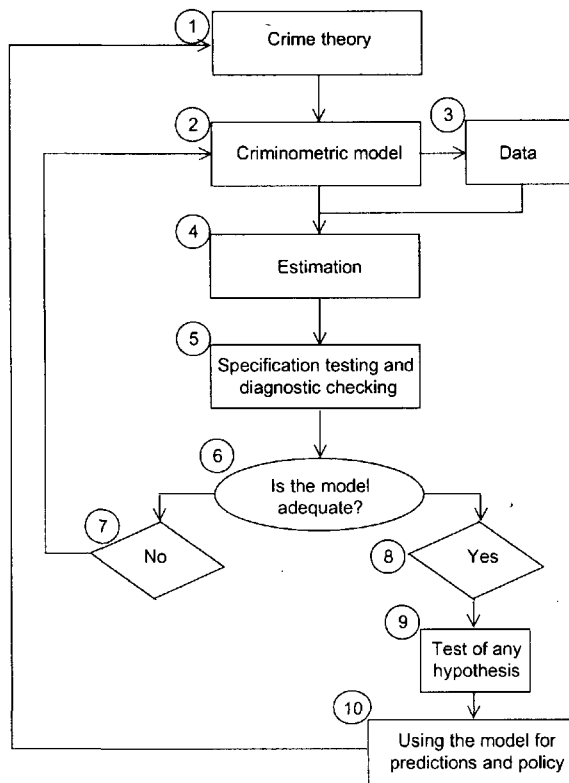 1
Crime theory
2
Criminometric model
3
Data
4
Estimation
5
Specification testing and
diagnostic checking
6
Is the model
adequate?
7
No
8
Yes
9
Test of any
hypothesis
10
Using the model for
predictions and policy